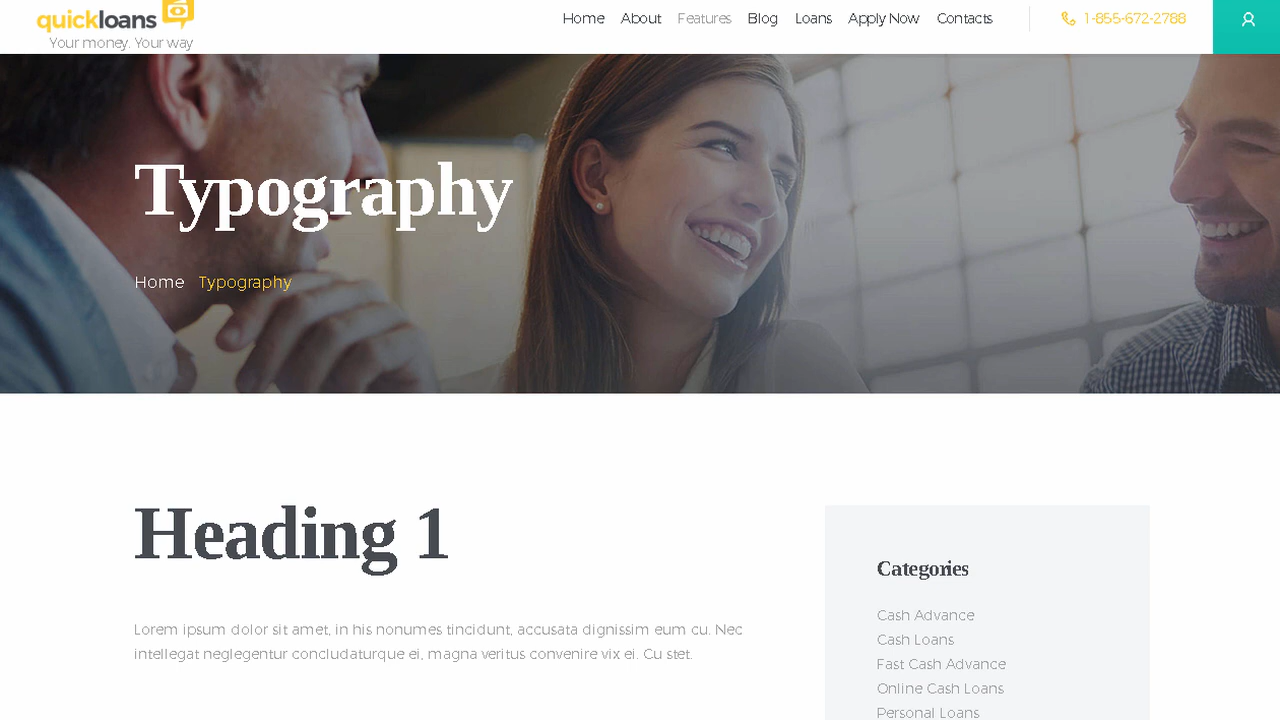 quickloans
Your money. Your way
Home About Features Blog Loans Apply Now Contacts
1-855-672-2788
Typography
Home Typography
Heading 1
Lorem ipsum dolor sit amet, in his nonumes tincidunt, accusata dignissim eum cu. Nec
intellegat neglegentur concludaturque ei, magna veritus convenire vix ei. Cu stet.
Categories
Cash Advance
Cash Loans
Fast Cash Advance
Online Cash Loans
Personal Loans